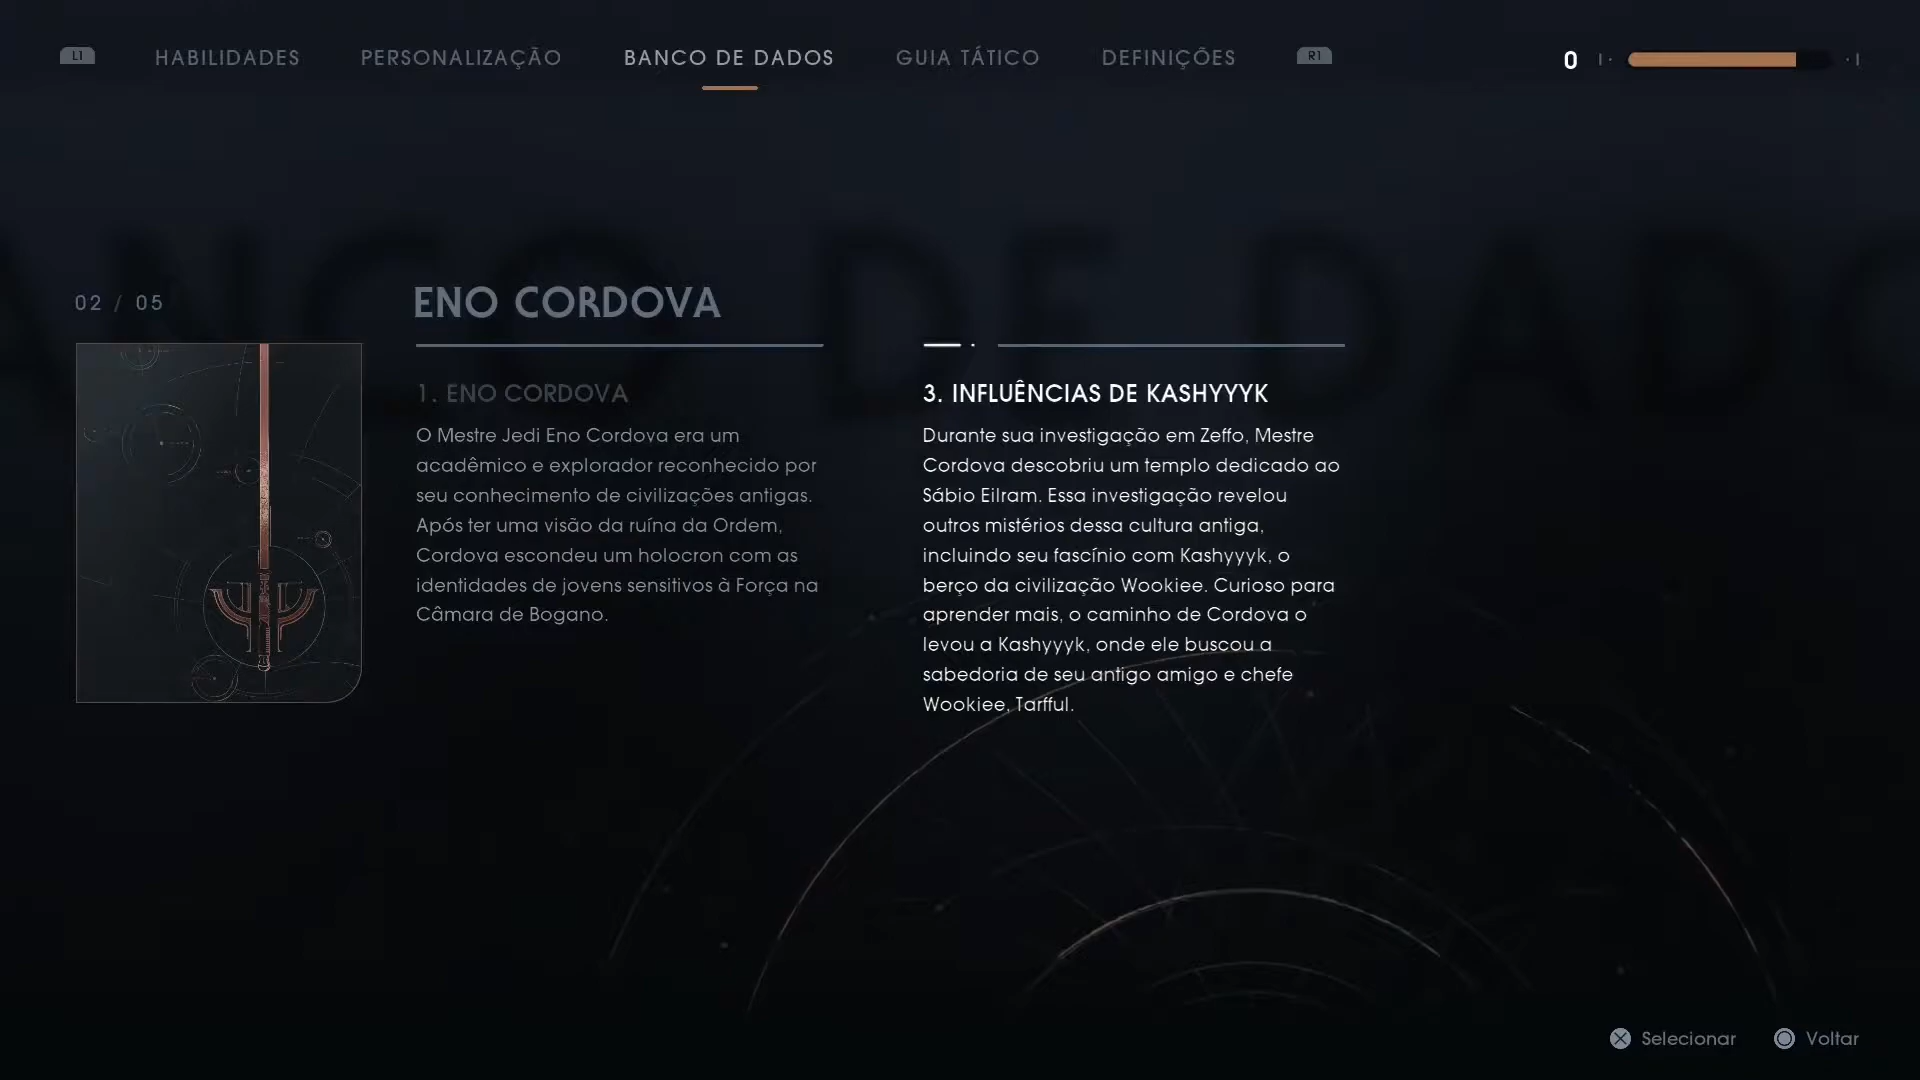 L1
HABILIDADES
PERSONALIZAÇÃO
BANCO DE DADOS
GUIA TÁTICO
DEFINIÇÕES
R1
0
ANCO DE DADO
02 / 05
ENO CORDOVA
1. ENO CORDOVA
O Mestre Jedi Eno Cordova era um
acadêmico e explorador reconhecido por
seu conhecimento de civilizações antigas.
Após ter uma visão da ruína da Ordem,
Cordova escondeu um holocron com as
identidades de jovens sensitivos à Força na
Câmara de Bogano.
3. INFLUÊNCIAS DE KASHYYYK
Durante sua investigação em Zeffo, Mestre
Cordova descobriu um templo dedicado ao
Sábio Eilram. Essa investigação revelou
outros mistérios dessa cultura antiga,
incluindo seu fascínio com Kashyyyk, o
berço da civilização Wookiee. Curioso para
aprender mais, o caminho de Cordova o
levou a Kashyyyk, onde ele buscou a
sabedoria de seu antigo amigo e chefe
Wookiee, Tarfful.
Selecionar
Voltar